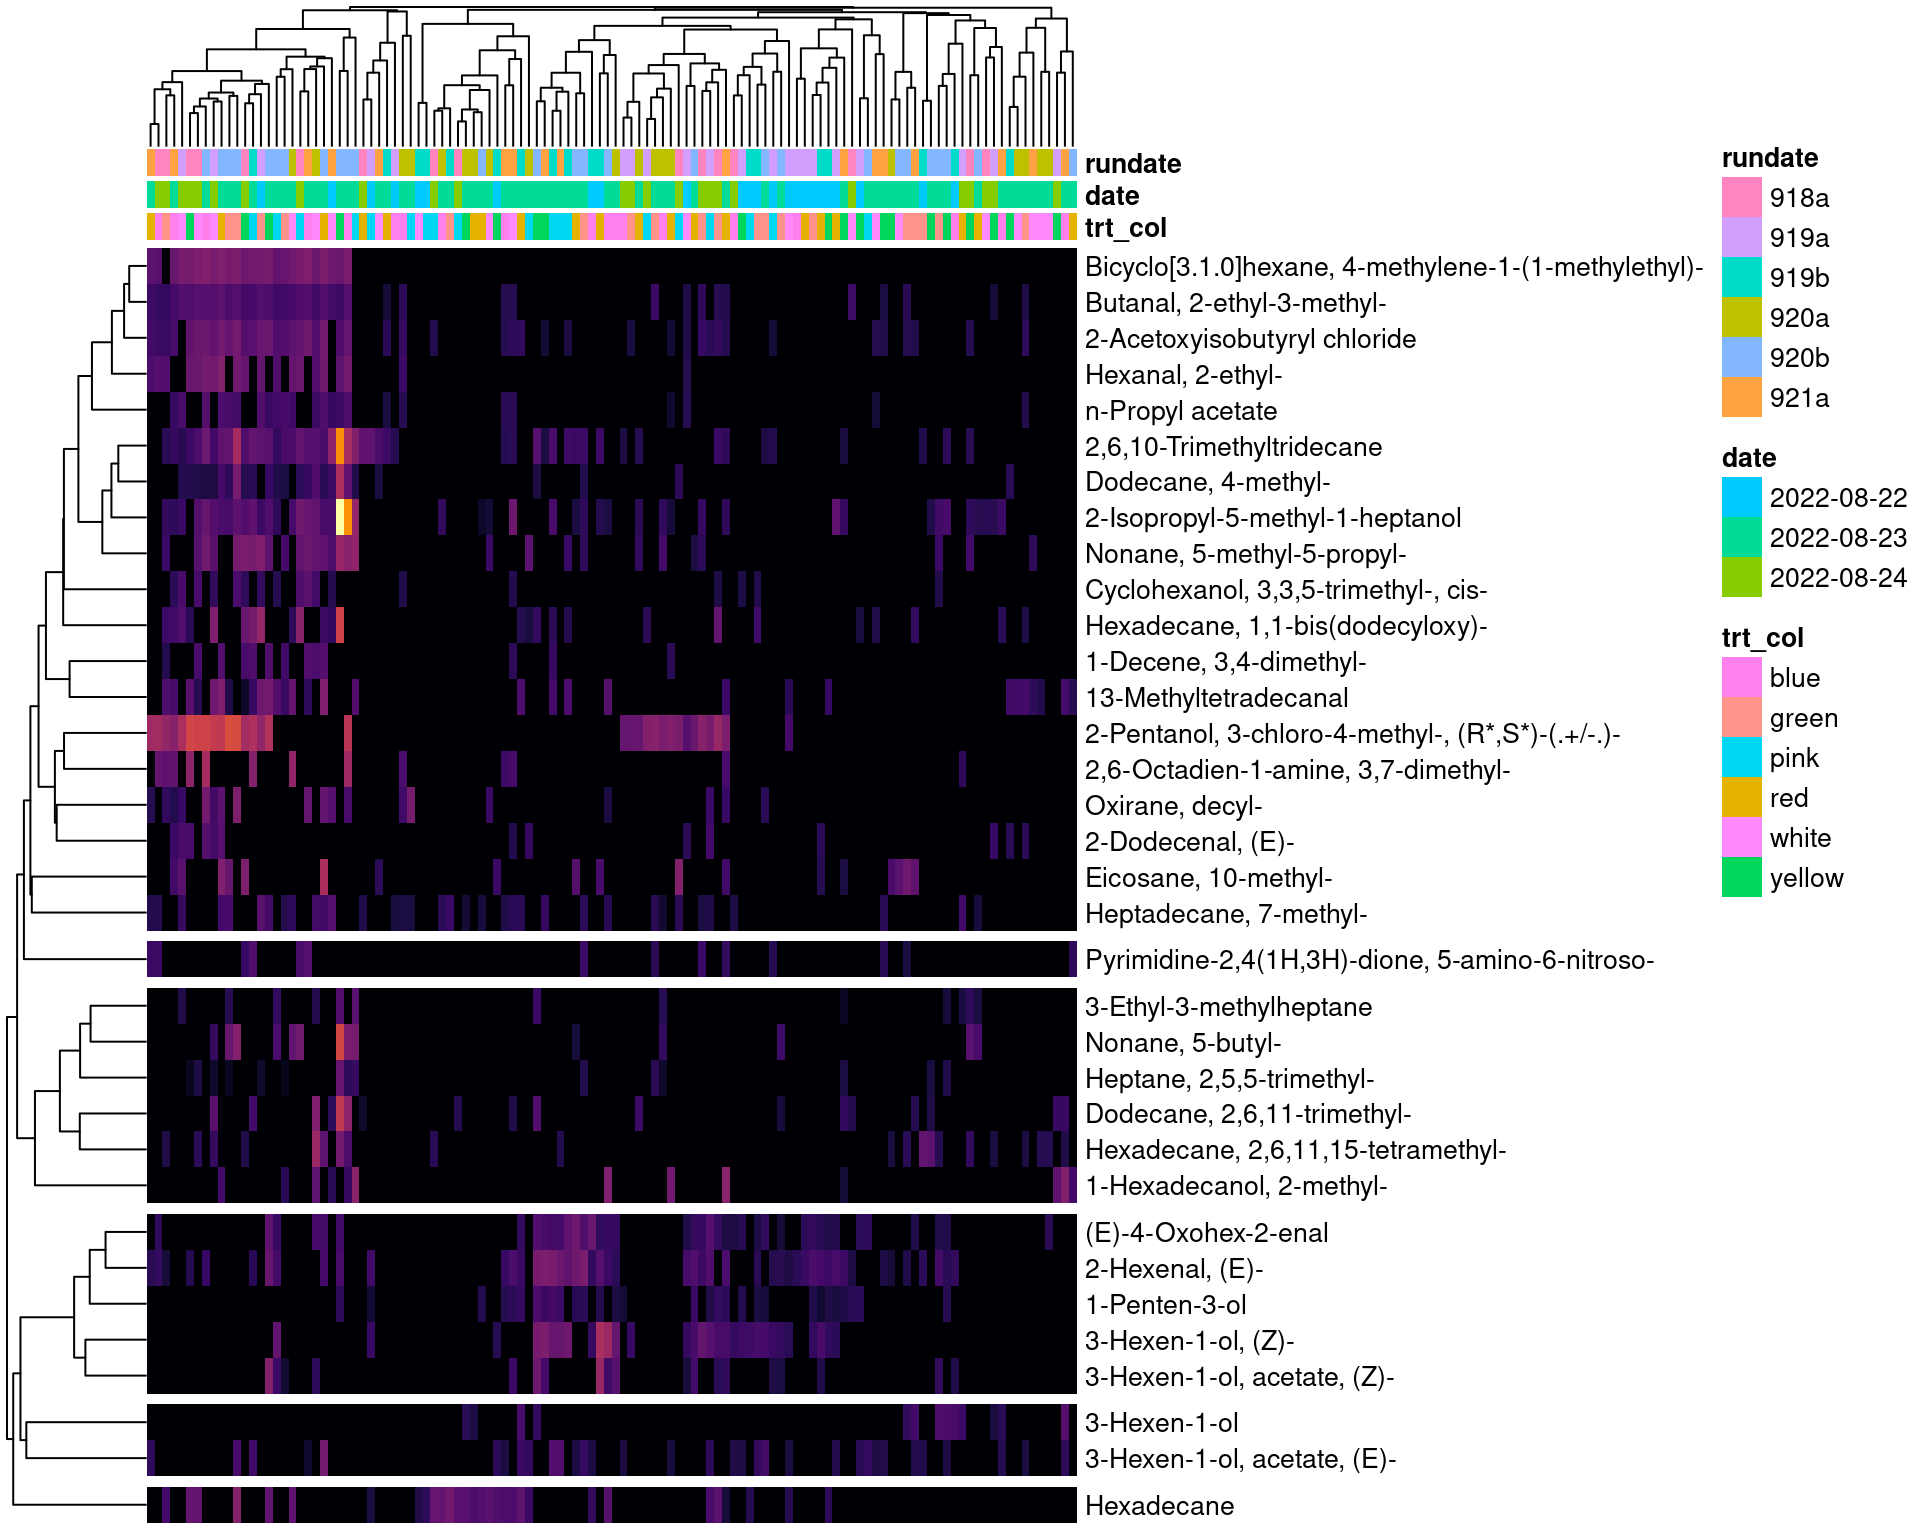 rundate
date
trt_col
Bicyclo[3.1.0]hexane, 4-methylene-1-(1-methylethyl)-
Butanal, 2-ethyl-3-methyl-
2-Acetoxyisobutyryl chloride
Hexanal, 2-ethyl-
n-Propyl acetate
2,6,10-Trimethyltridecane
Dodecane, 4-methyl-
2-Isopropyl-5-methyl-1-heptanol
Nonane, 5-methyl-5-propyl-
Cyclohexanol, 3,3,5-trimethyl-, cis-
Hexadecane, 1,1-bis(dodecyloxy)-
1-Decene, 3,4-dimethyl-
13-Methyltetradecanal
2-Pentanol, 3-chloro-4-methyl-, (R*,S*)-(.+/-.)-
2,6-Octadien-1-amine, 3,7-dimethyl-
Oxirane, decyl-
2-Dodecenal, (E)-
Eicosane, 10-methyl-
Heptadecane, 7-methyl-
Pyrimidine-2,4(1H,3H)-dione, 5-amino-6-nitroso-
3-Ethyl-3-methylheptane
Nonane, 5-butyl-
Heptane, 2,5,5-trimethyl-
Dodecane, 2,6,11-trimethyl-
Hexadecane, 2,6,11,15-tetramethyl-
1-Hexadecanol, 2-methyl-
(E)-4-Oxohex-2-enal
2-Hexenal, (E)-
1-Penten-3-ol
3-Hexen-1-ol, (Z)-
3-Hexen-1-ol, acetate, (Z)-
3-Hexen-1-ol
3-Hexen-1-ol, acetate, (E)-
Hexadecane
rundate
918a
919a
919b
920a
920b
921a
date
2022-08-22
2022-08-23
2022-08-24
trt_col
blue
green
pink
red
white
yellow